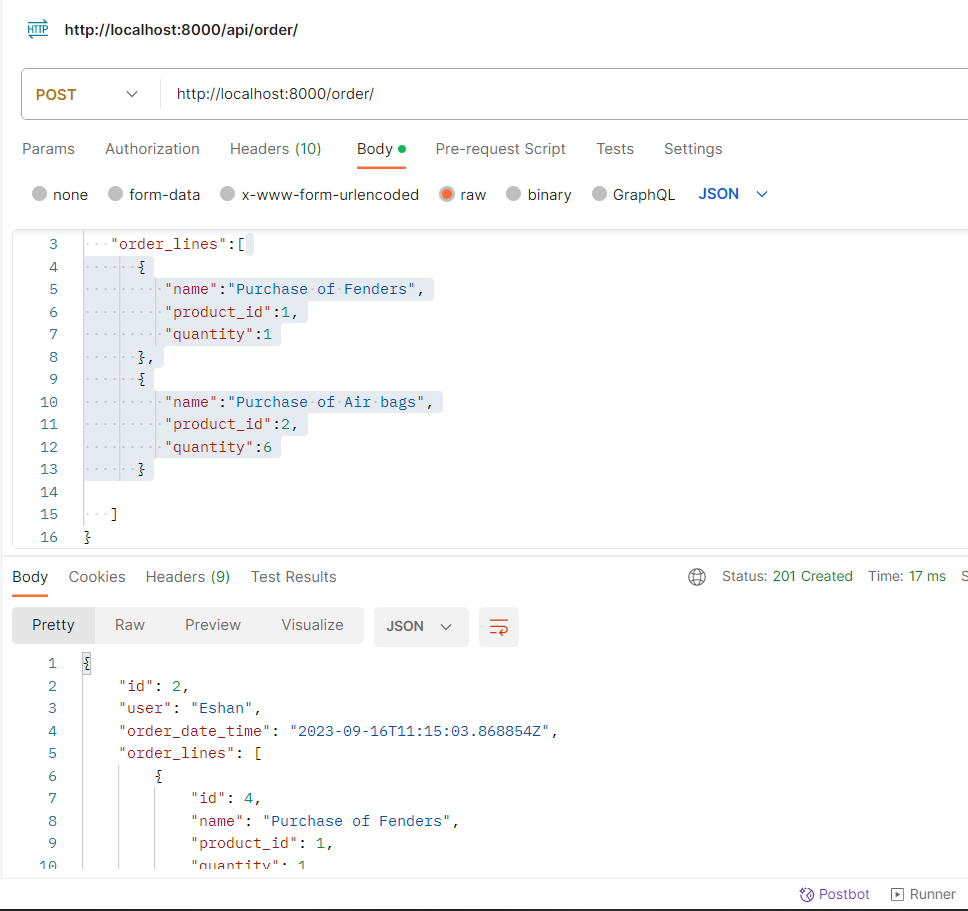 HTTP http://localhost:8000/api/order/
POST http://localhost:8000/order/
Params Authorization Headers (10) Body Pre-request Script Tests Settings
none form-data x-www-form-urlencoded raw binary GraphQL JSON
3 "order_lines":[
4 {
5 "name":"Purchase of Fenders",
6 "product_id":1,
7 "quantity":1
8 },
9 {
10 "name":"Purchase of Air bags",
11 "product_id":2,
12 "quantity":6
13 }
14
15 ]
16 }
Body Cookies Headers (9) Test Results Status: 201 Created Time: 17 ms S
Pretty Raw Preview Visualize JSON
1 {
2 "id": 2,
3 "user": "Eshan",
4 "order_date_time": "2023-09-16T11:15:03.868854Z",
5 "order_lines": [
6 {
7 "id": 4,
8 "name": "Purchase of Fenders",
9 "product_id": 1,
10 "quantity": 1
Postbot Runner